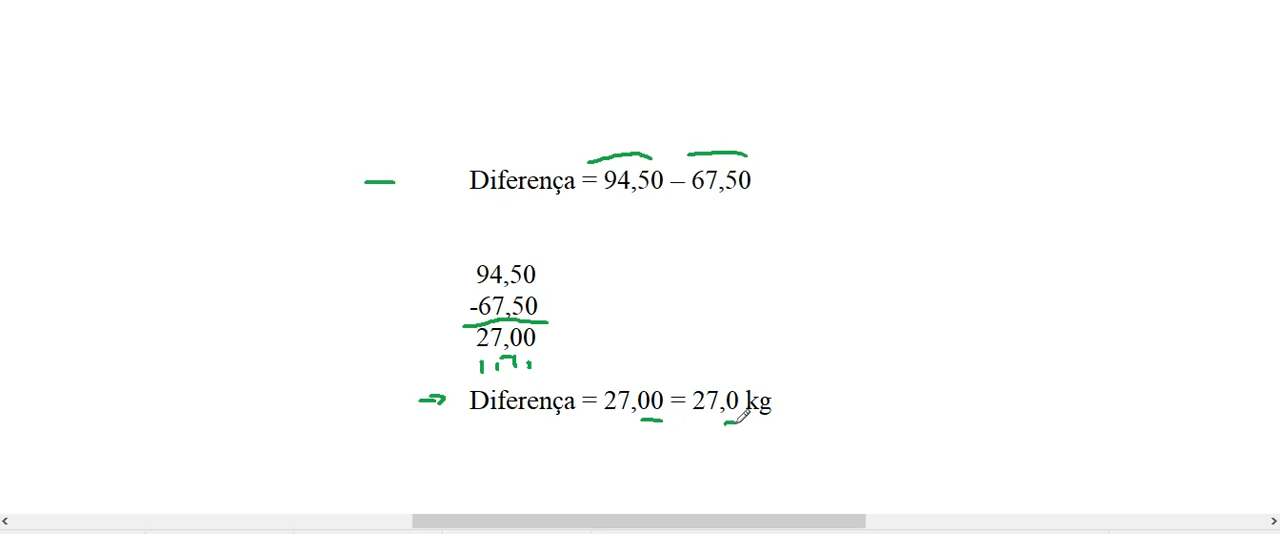 Diferença = 94,50 – 67,50
94,50
-67,50
27,00
Diferença = 27,00 = 27,0 kg